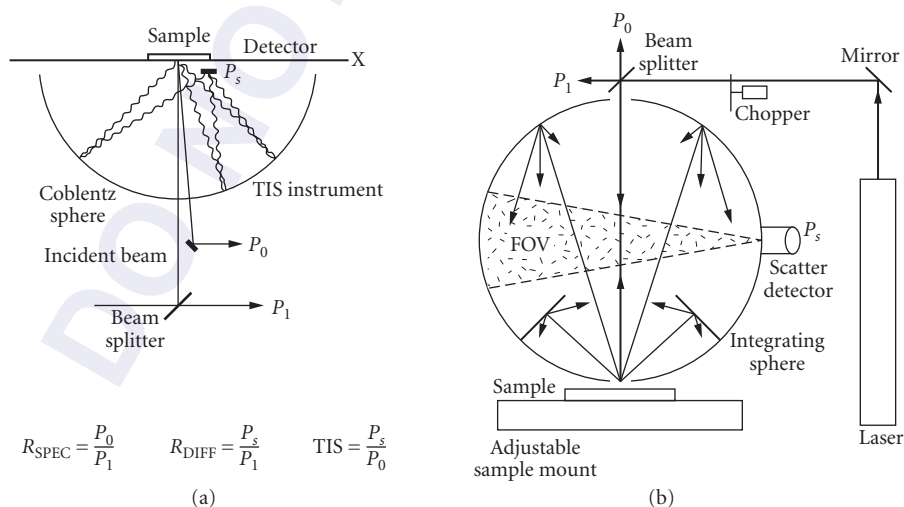 Sample
Detector
X
P_s
Coblentz
sphere
TIS instrument
Incident beam
P_0
P_1
Beam
splitter
R_SPEC = P_0/P_1
R_DIFF = P_s/P_1
TIS = P_s/P_0
(a)
P_0
Beam
splitter
Mirror
P_1
Chopper
FOV
P_s
Scatter
detector
Integrating
sphere
Sample
Adjustable
sample mount
Laser
(b)
DO NO